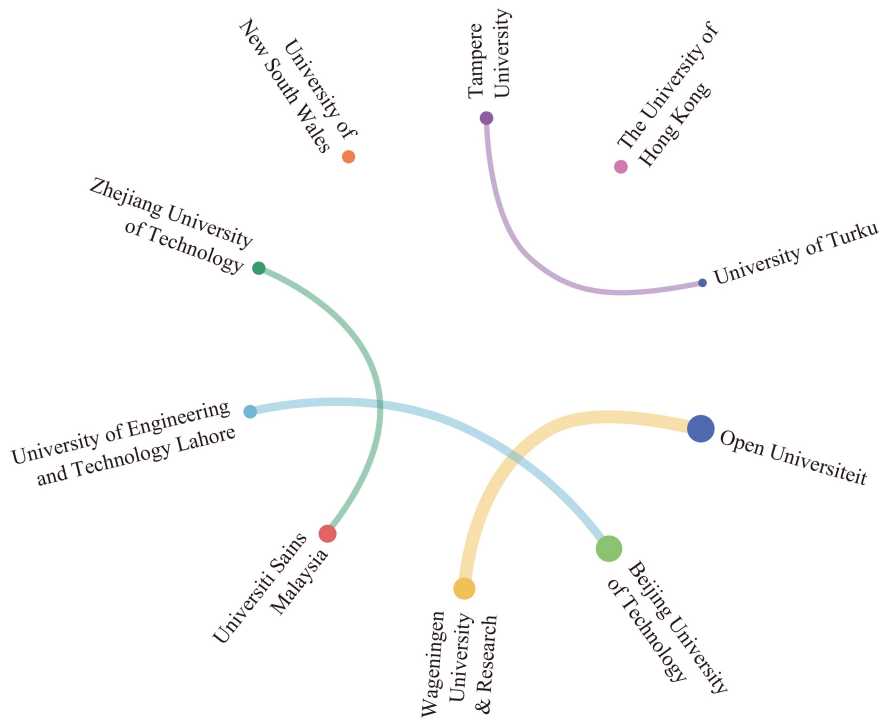 University of
New South Wales
Tampere
University
The University of
Hong Kong
Zhejiang University
of Technology
University of Turku
University of Engineering
and Technology Lahore
Open Universiteit
Universiti Sains
Malaysia
Wageningen
University
& Research
Beijing University
of Technology